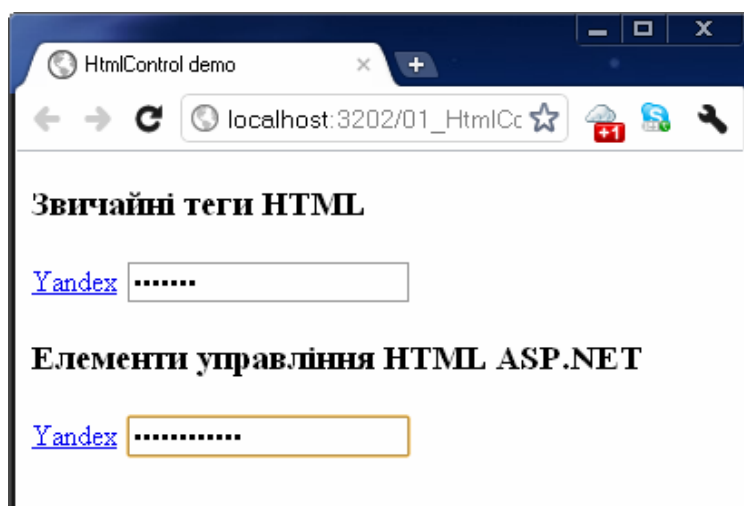 HtmlControl demo
localhost:3202/01_HtmlCc
+1
Звичайні теги HTML
Yandex •••••••
Елементи управління HTML ASP.NET
Yandex ••••••••••••